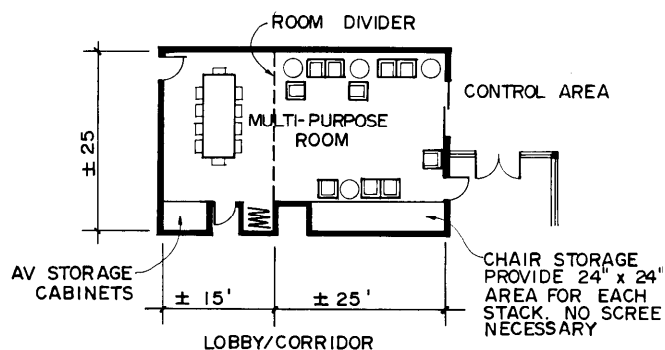 ROOM DIVIDER
CONTROL AREA
MULTI-PURPOSE
ROOM
± 25
AV STORAGE
CABINETS
± 15'
± 25'
CHAIR STORAGE
PROVIDE 24" x 24"
AREA FOR EACH
STACK. NO SCREE
NECESSARY
LOBBY/CORRIDOR